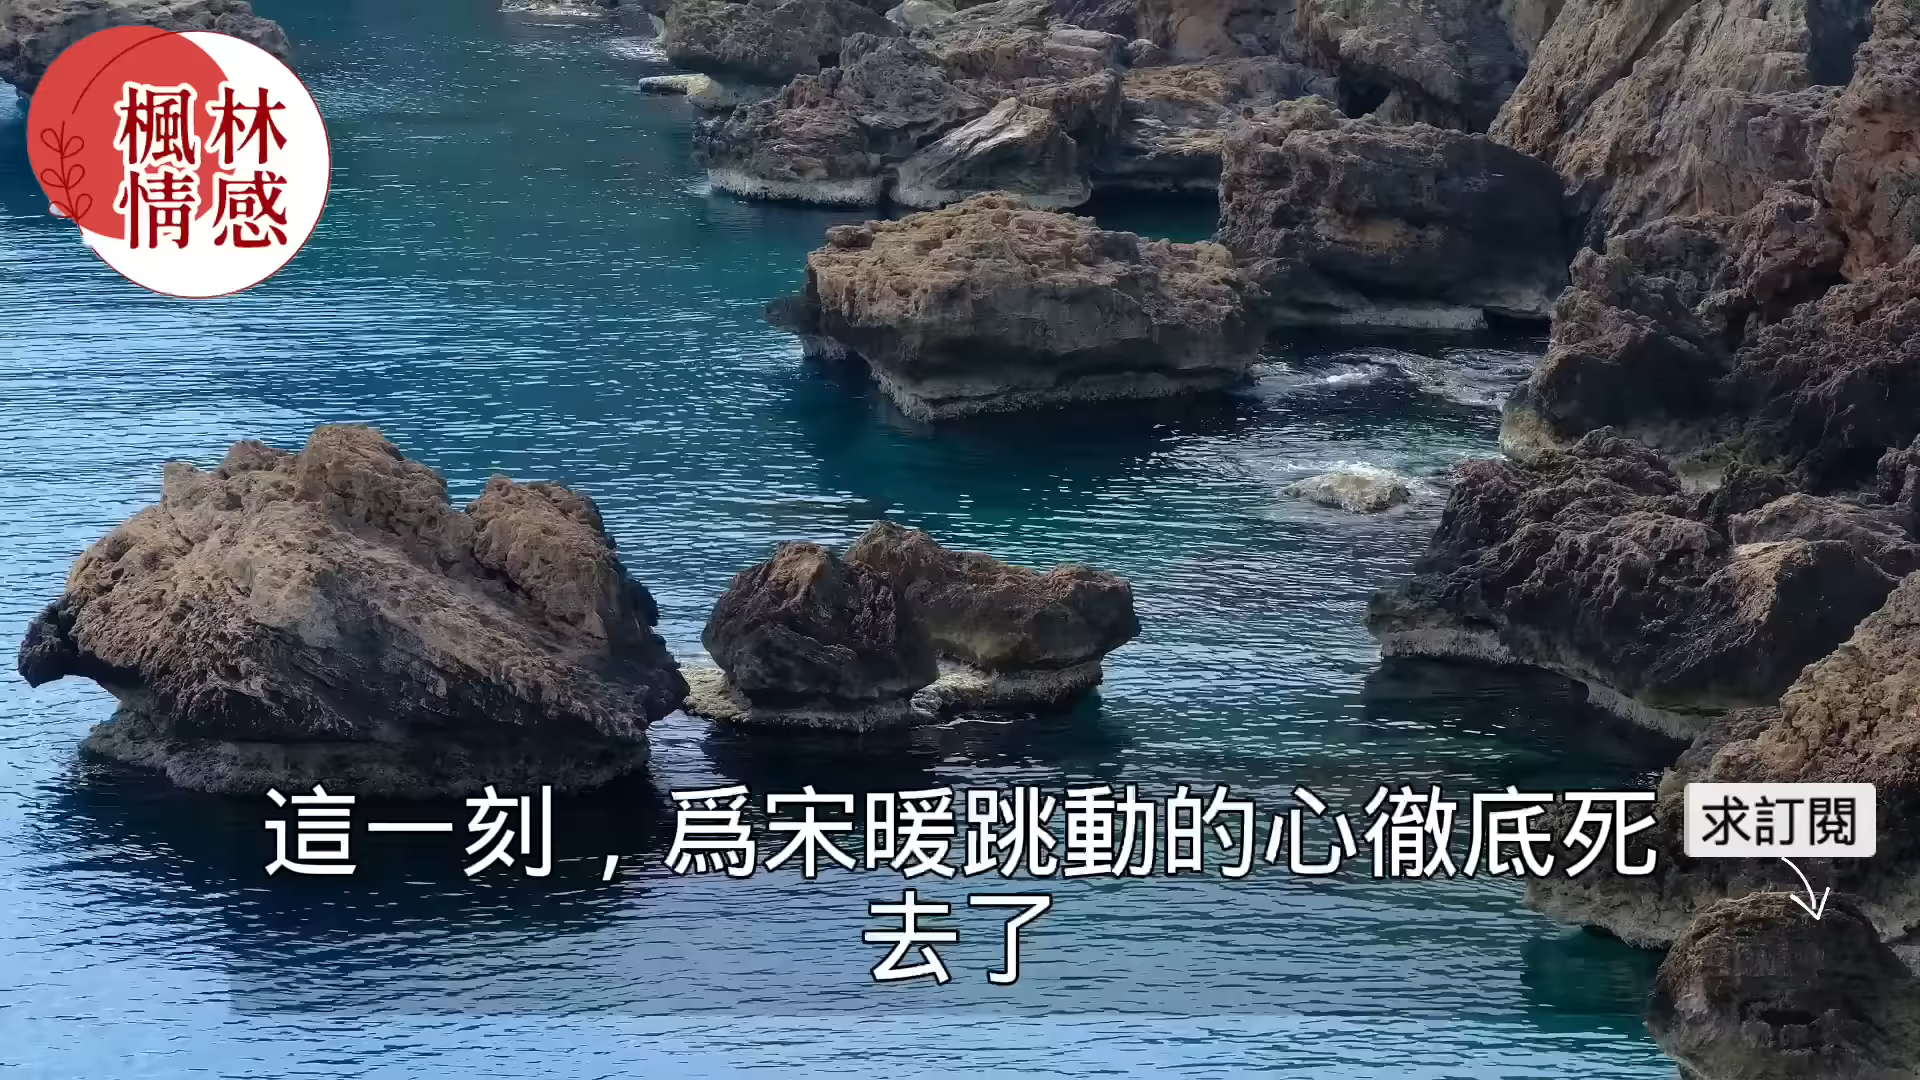 楓林
情感
這一刻，爲宋暖跳動的心徹底死
去了
求訂閱